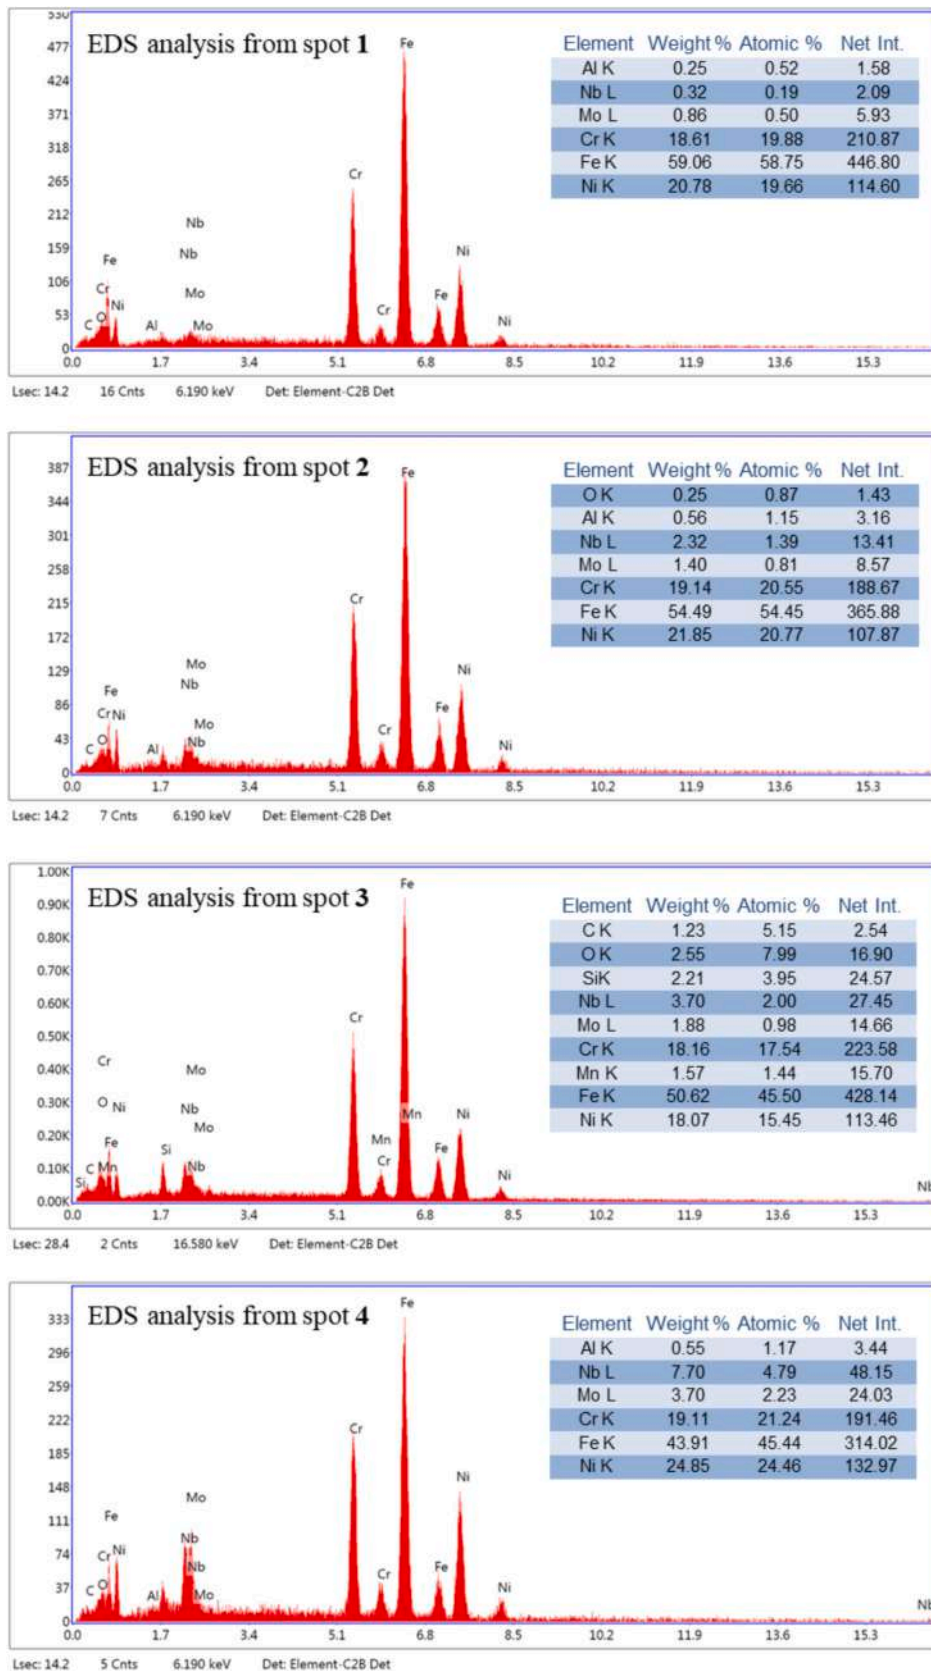 EDS analysis from spot 1
Element Weight % Atomic % Net Int.
Al K 0.25 0.52 1.58
Nb L 0.32 0.19 2.09
Mo L 0.86 0.50 5.93
Cr K 18.61 19.88 210.87
Fe K 59.06 58.75 446.80
Ni K 20.78 19.66 114.60
530
477
424
371
318
265
212
159
106
53
0
Fe
Cr
Nb
Nb
Fe
Ni
Cr
Mo
Ni
Cr
Fe
C
O
Al
Mo
Ni
0.0 1.7 3.4 5.1 6.8 8.5 10.2 11.9 13.6 15.3
Lsec: 14.2 16 Cnts 6.190 keV Det: Element-C2B Det
EDS analysis from spot 2
Element Weight % Atomic % Net Int.
O K 0.25 0.87 1.43
Al K 0.56 1.15 3.16
Nb L 2.32 1.39 13.41
Mo L 1.40 0.81 8.57
Cr K 19.14 20.55 188.67
Fe K 54.49 54.45 365.88
Ni K 21.85 20.77 107.87
387
344
301
258
215
172
129
86
43
0
Fe
Cr
Mo
Ni
Fe
Nb
Cr
Ni
Mo
Fe
Cr
C
O
Al
Nb
Ni
0.0 1.7 3.4 5.1 6.8 8.5 10.2 11.9 13.6 15.3
Lsec: 14.2 7 Cnts 6.190 keV Det: Element-C2B Det
EDS analysis from spot 3
Element Weight % Atomic % Net Int.
C K 1.23 5.15 2.54
O K 2.55 7.99 16.90
SiK 2.21 3.95 24.57
Nb L 3.70 2.00 27.45
Mo L 1.88 0.98 14.66
Cr K 18.16 17.54 223.58
Mn K 1.57 1.44 15.70
Fe K 50.62 45.50 428.14
Ni K 18.07 15.45 113.46
1.00K
0.90K
0.80K
0.70K
0.60K
0.50K
0.40K
0.30K
0.20K
0.10K
0.00K
Fe
Cr
Cr
Mo
O
Ni
Nb
Mn
Ni
Mo
Fe
Si
Mn
Fe
C
Mn
Nb
Cr
Ni
Si
Nb
0.0 1.7 3.4 5.1 6.8 8.5 10.2 11.9 13.6 15.3
Lsec: 28.4 2 Cnts 16.580 keV Det: Element-C2B Det
EDS analysis from spot 4
Element Weight % Atomic % Net Int.
Al K 0.55 1.17 3.44
Nb L 7.70 4.79 48.15
Mo L 3.70 2.23 24.03
Cr K 19.11 21.24 191.46
Fe K 43.91 45.44 314.02
Ni K 24.85 24.46 132.97
333
296
259
222
185
148
111
74
37
0
Fe
Cr
Ni
Mo
Fe
Nb
Ni
Cr
Nb
Fe
Cr
C
O
Al
Mo
Ni
Nb
0.0 1.7 3.4 5.1 6.8 8.5 10.2 11.9 13.6 15.3
Lsec: 14.2 5 Cnts 6.190 keV Det: Element-C2B Det